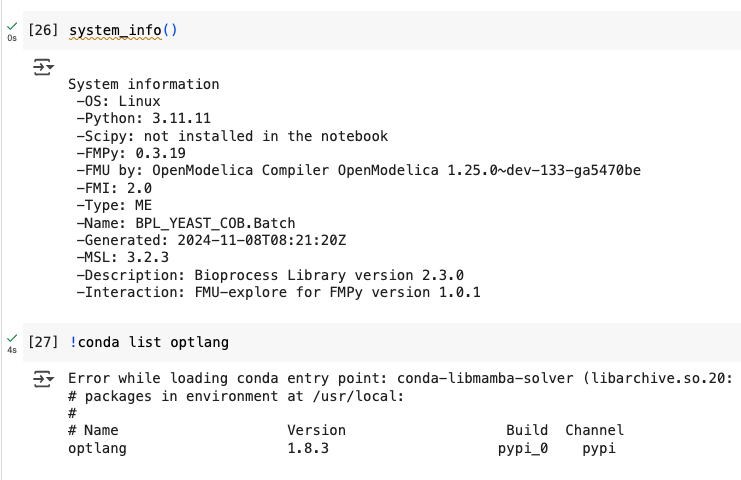 [26] system_info()
0s
System information
-OS: Linux
-Python: 3.11.11
-Scipy: not installed in the notebook
-FMPy: 0.3.19
-FMU by: OpenModelica Compiler OpenModelica 1.25.0~dev-133-ga5470be
-FMI: 2.0
-Type: ME
-Name: BPL_YEAST_COB.Batch
-Generated: 2024-11-08T08:21:20Z
-MSL: 3.2.3
-Description: Bioprocess Library version 2.3.0
-Interaction: FMU-explore for FMPy version 1.0.1
[27] !conda list optlang
4s
Error while loading conda entry point: conda-libmamba-solver (libarchive.so.20:
# packages in environment at /usr/local:
#
# Name Version Build Channel
optlang 1.8.3 pypi_0 pypi